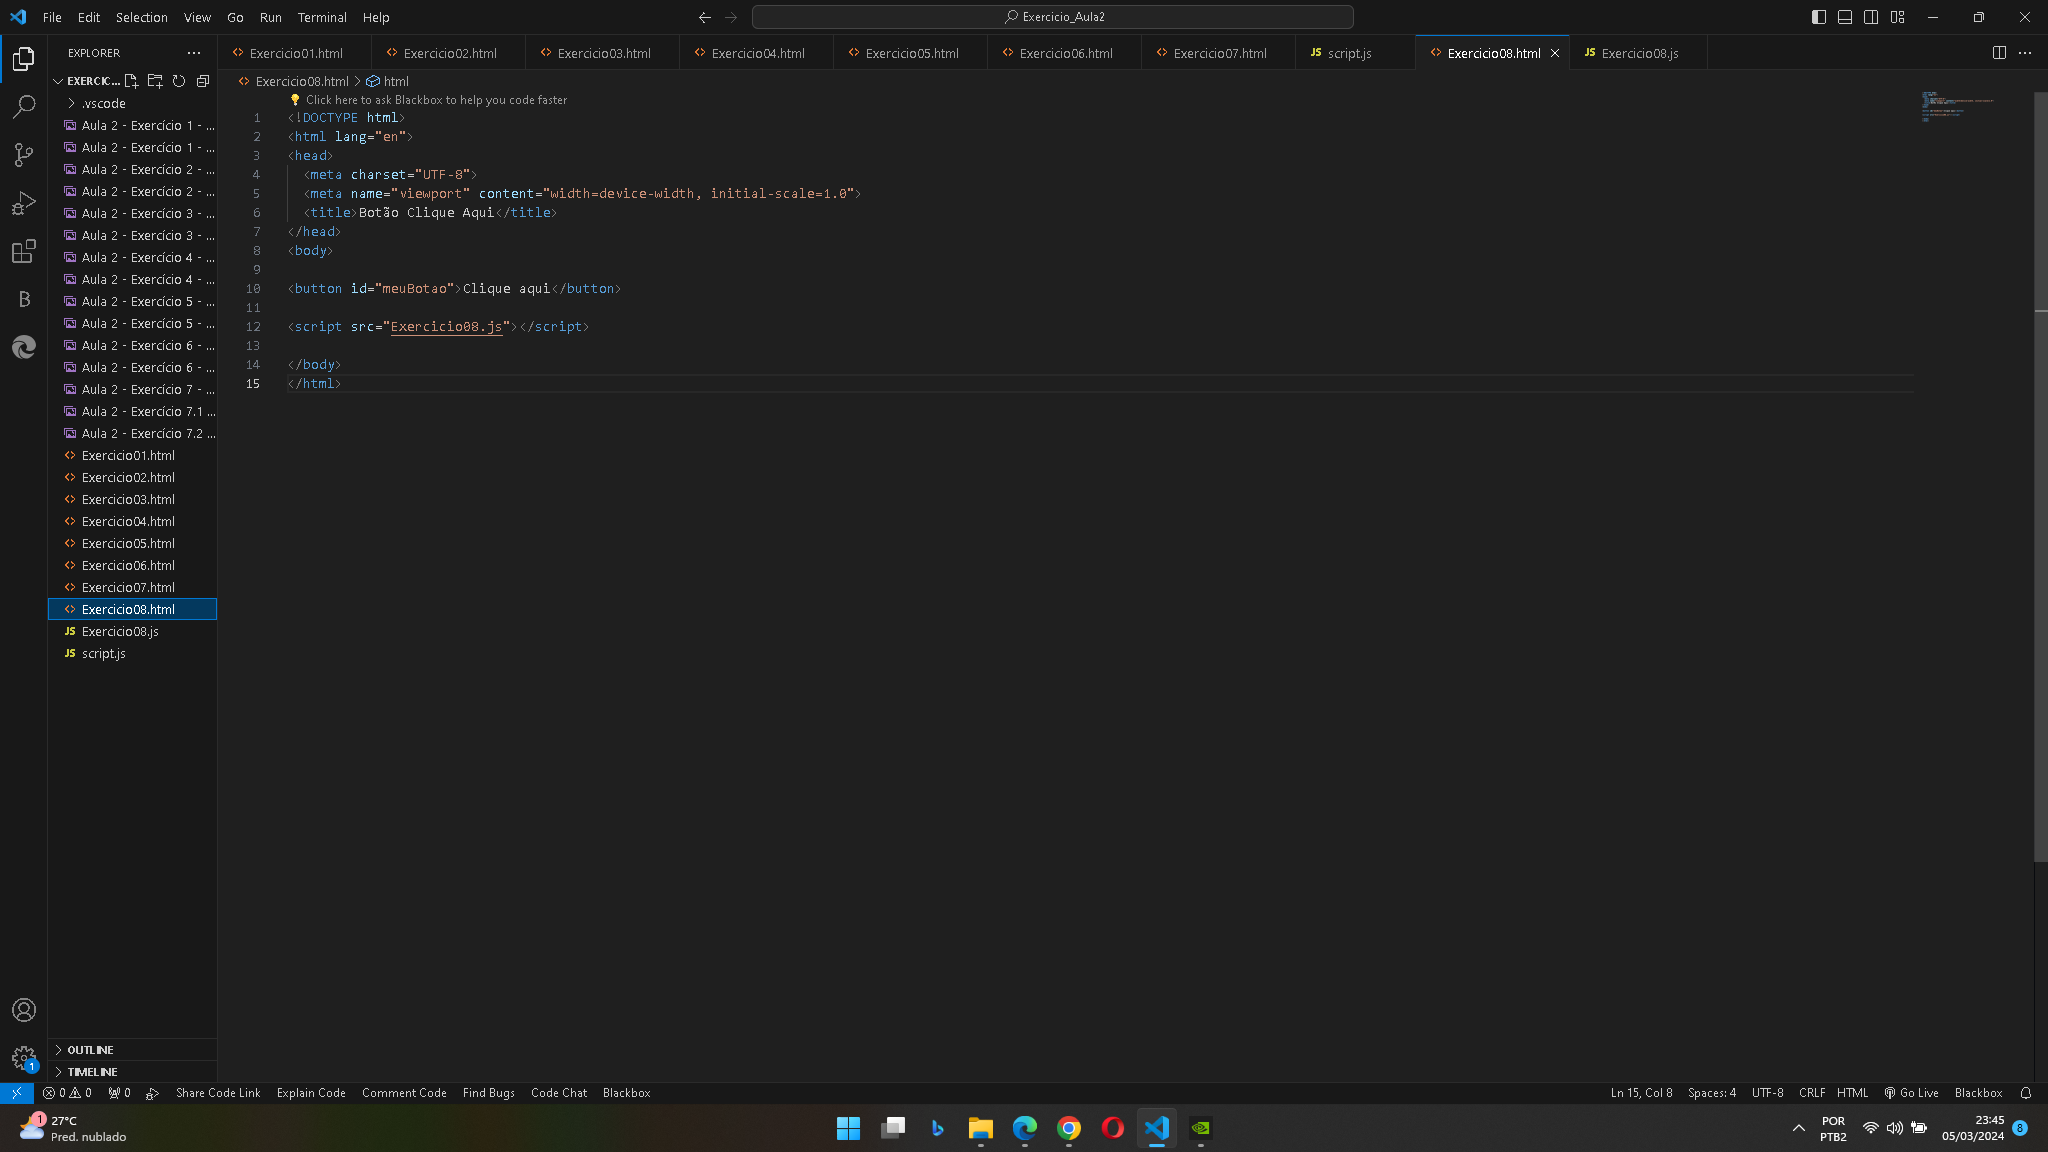 File Edit Selection View Go Run Terminal Help
Exercicio_Aula2
EXPLORER
Exercicio01.html Exercicio02.html Exercicio03.html Exercicio04.html Exercicio05.html Exercicio06.html Exercicio07.html JS script.js Exercicio08.html JS Exercicio08.js
EXERCIC...
.vscode
Aula 2 - Exercício 1 - ...
Aula 2 - Exercício 1 - ...
Aula 2 - Exercício 2 - ...
Aula 2 - Exercício 2 - ...
Aula 2 - Exercício 3 - ...
Aula 2 - Exercício 3 - ...
Aula 2 - Exercício 4 - ...
Aula 2 - Exercício 4 - ...
Aula 2 - Exercício 5 - ...
Aula 2 - Exercício 5 - ...
Aula 2 - Exercício 6 - ...
Aula 2 - Exercício 6 - ...
Aula 2 - Exercício 7 - ...
Aula 2 - Exercício 7.1 ...
Aula 2 - Exercício 7.2 ...
Exercicio01.html
Exercicio02.html
Exercicio03.html
Exercicio04.html
Exercicio05.html
Exercicio06.html
Exercicio07.html
Exercicio08.html
JS Exercicio08.js
JS script.js
OUTLINE
TIMELINE
Exercicio08.html > html
Click here to ask Blackbox to help you code faster
1 <!DOCTYPE html>
2 <html lang="en">
3 <head>
4 <meta charset="UTF-8">
5 <meta name="viewport" content="width=device-width, initial-scale=1.0">
6 <title>Botão Clique Aqui</title>
7 </head>
8 <body>
9
10 <button id="meuBotao">Clique aqui</button>
11
12 <script src="Exercicio08.js"></script>
13
14 </body>
15 </html>
1
0 0 0 Share Code Link Explain Code Comment Code Find Bugs Code Chat Blackbox Ln 15, Col 8 Spaces: 4 UTF-8 CRLF HTML Go Live Blackbox
1 27°C
Pred. nublado
POR
PTB2
23:45
05/03/2024
8